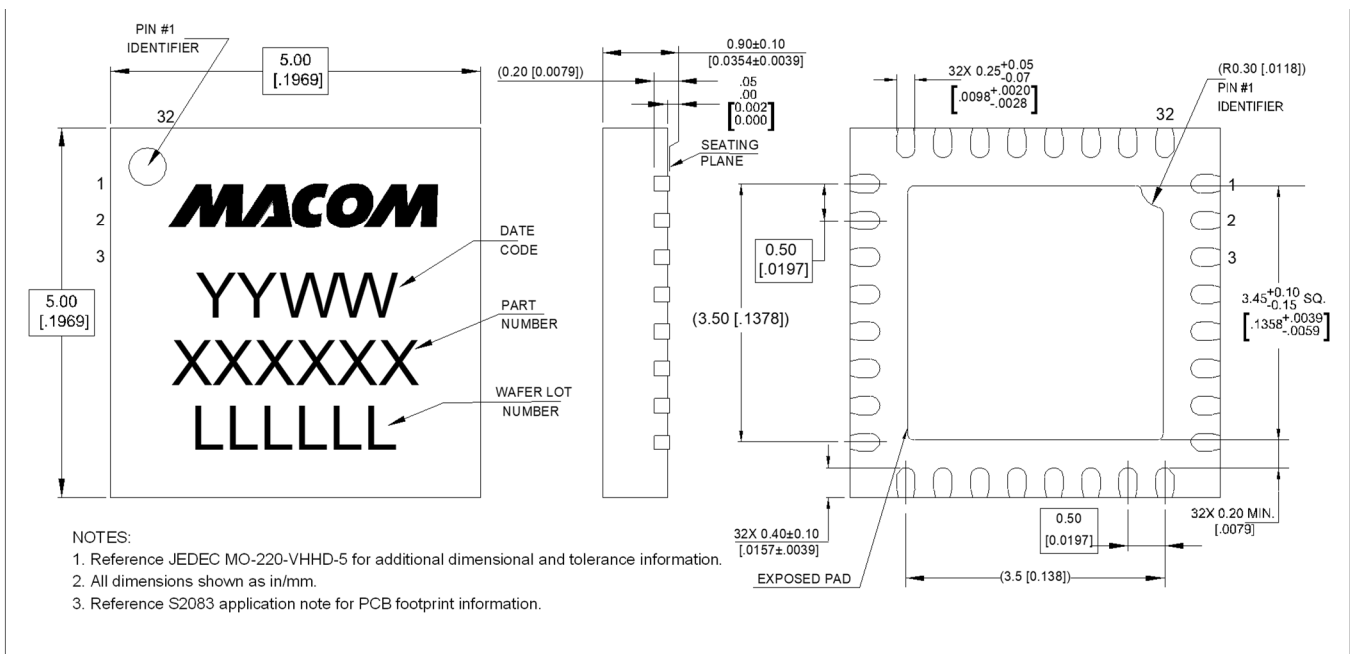 PIN #1
IDENTIFIER
5.00
[.1969]
32
5.00
[.1969]
1
2
3
MACOM
YYWW
XXXXXX
LLLLLL
DATE
CODE
PART
NUMBER
WAFER LOT
NUMBER
0.90±0.10
[0.0354±0.0039]
(0.20 [0.0079])
.05
.00
[0.002
0.000]
SEATING
PLANE
0.50
[.0197]
(3.50 [.1378])
32X 0.25+0.05
-0.07
[.0098+.0020
-.0028]
(R0.30 [.0118])
PIN #1
IDENTIFIER
32
1
2
3
3.45+0.10
-0.15 SQ.
[.1358+.0039
-.0059]
32X 0.40±0.10
[.0157±.0039]
EXPOSED PAD
(3.5 [0.138])
0.50
[0.0197]
32X 0.20 MIN.
[.0079]
NOTES:
1. Reference JEDEC MO-220-VHHD-5 for additional dimensional and tolerance information.
2. All dimensions shown as in/mm.
3. Reference S2083 application note for PCB footprint information.